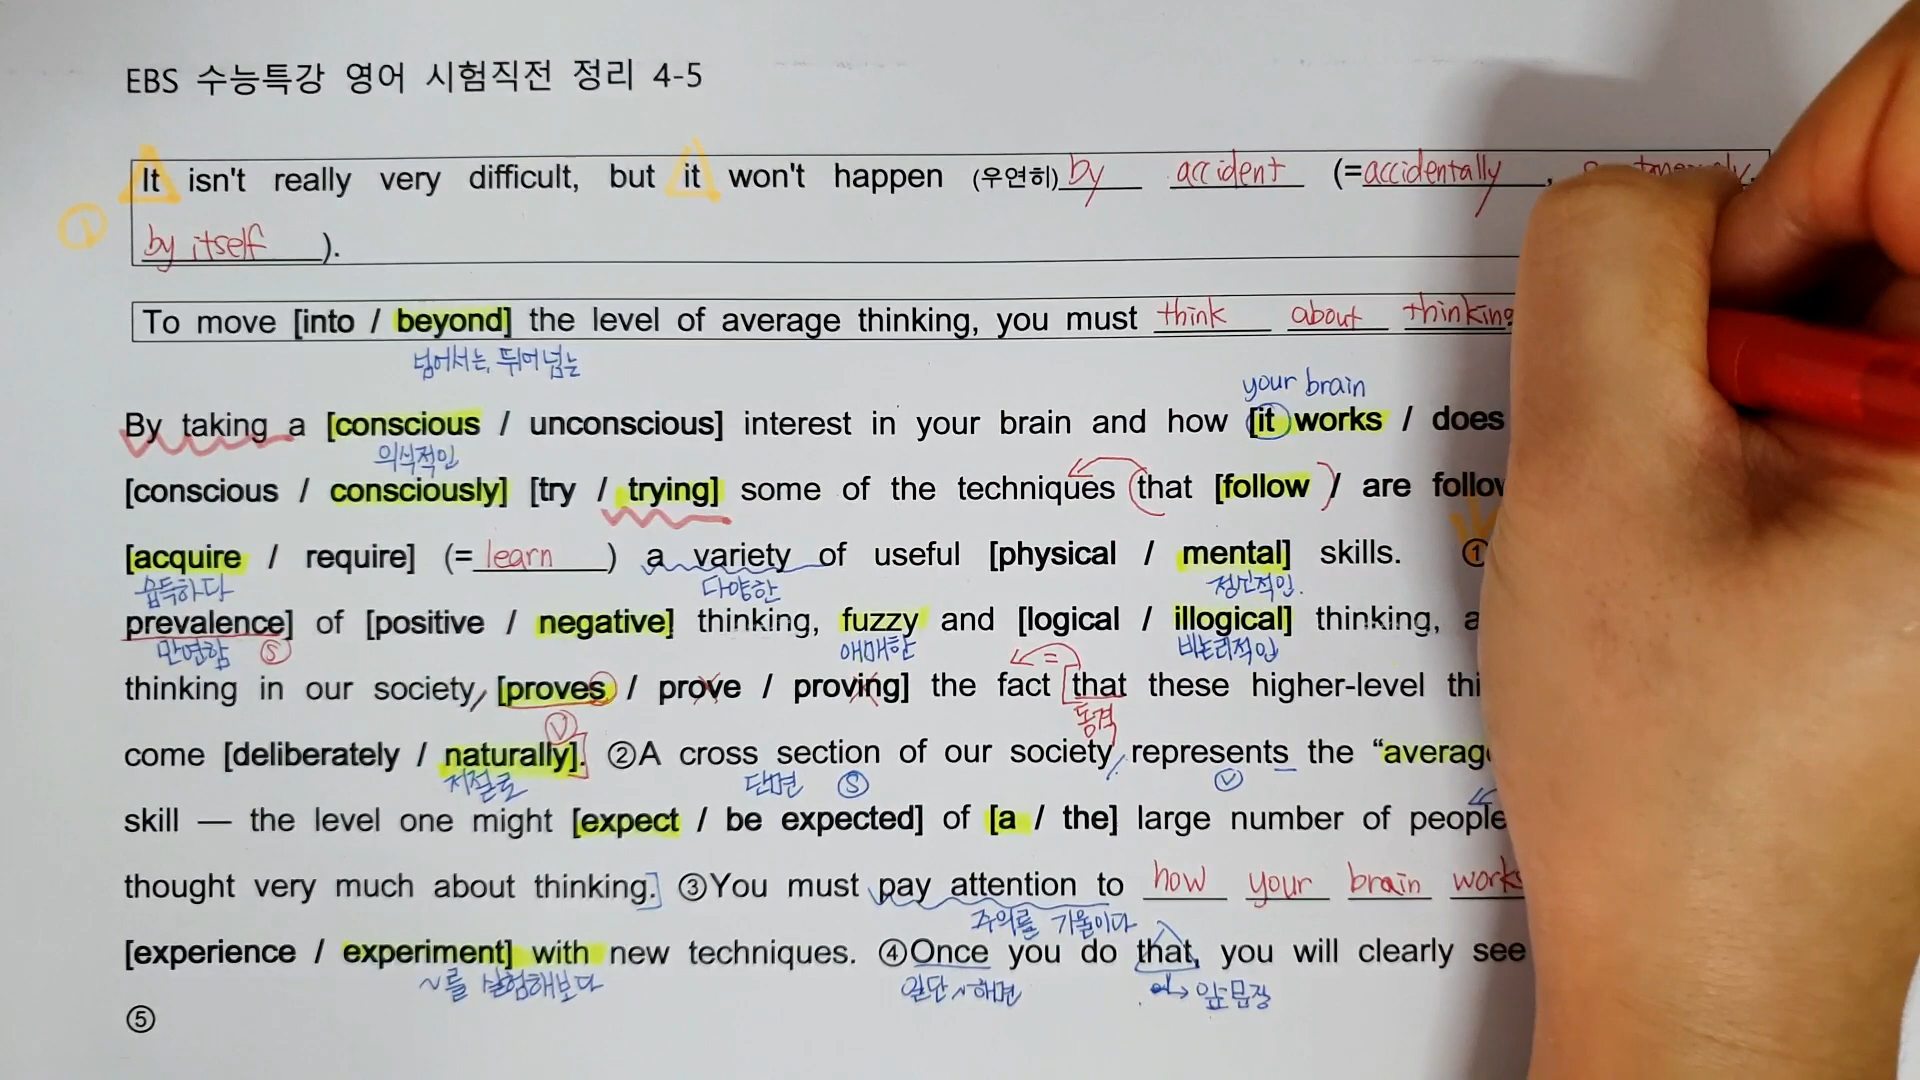 EBS 수능특강 영어 시험직전 정리 4-5
It isn't really very difficult, but it won't happen (우연히) by accident (=accidentally,
①
by itself ).
To move [into / beyond] the level of average thinking, you must think about thinking
넘어서는, 뛰어넘는
your brain
By taking a [conscious / unconscious] interest in your brain and how [it works / does
의식적인
[conscious / consciously] [try / trying] some of the techniques that [follow / are follow
[acquire / require] (= learn ) a variety of useful [physical / mental] skills. ①
습득하다 다양한 정신적인.
prevalence] of [positive / negative] thinking, fuzzy and [logical / illogical] thinking, a
만연함 Ⓢ 애매한 비논리적인
=
thinking in our society, [proves / prove / proving] the fact that these higher-level thi
Ⓥ 동격
come [deliberately / naturally]. ②A cross section of our society represents the “averag
저절로 단면 Ⓢ Ⓥ
skill — the level one might [expect / be expected] of [a / the] large number of people
thought very much about thinking.] ③You must pay attention to how your brain works
주의를 기울이다
[experience / experiment] with new techniques. ④Once you do that, you will clearly see
~를 실험해보다 일단 ~하면 → 앞문장
⑤